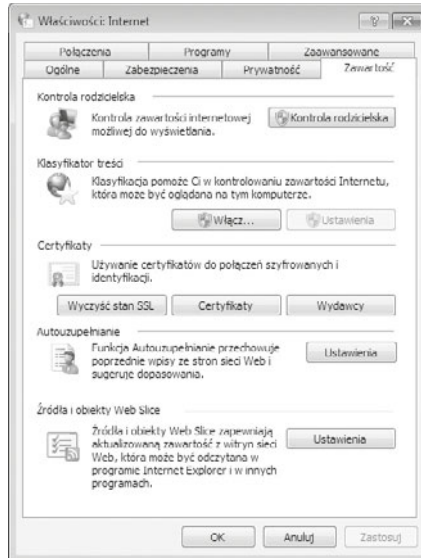 Właściwości: Internet
Połączenia Programy Zaawansowane
Ogólne Zabezpieczenia Prywatność Zawartość
Kontrola rodzicielska
Kontrola zawartości internetowej
możliwej do wyświetlania.
Kontrola rodzicielska
Klasyfikator treści
Klasyfikacja pomoże Ci w kontrolowaniu zawartości Internetu,
która może być oglądana na tym komputerze.
Włącz... Ustawienia
Certyfikaty
Używanie certyfikatów do połączeń szyfrowanych i
identyfikacji.
Wyczyść stan SSL Certyfikaty Wydawcy
Autouzupełnianie
Funkcja Autouzupełnianie przechowuje
poprzednie wpisy ze stron sieci Web i
sugeruje dopasowania.
Ustawienia
Źródła i obiekty Web Slice
Źródła i obiekty Web Slice zapewniają
aktualizowaną zawartość z witryn sieci
Web, która może być odczytana w
programie Internet Explorer i w innych
programach.
Ustawienia
OK Anuluj Zastosuj